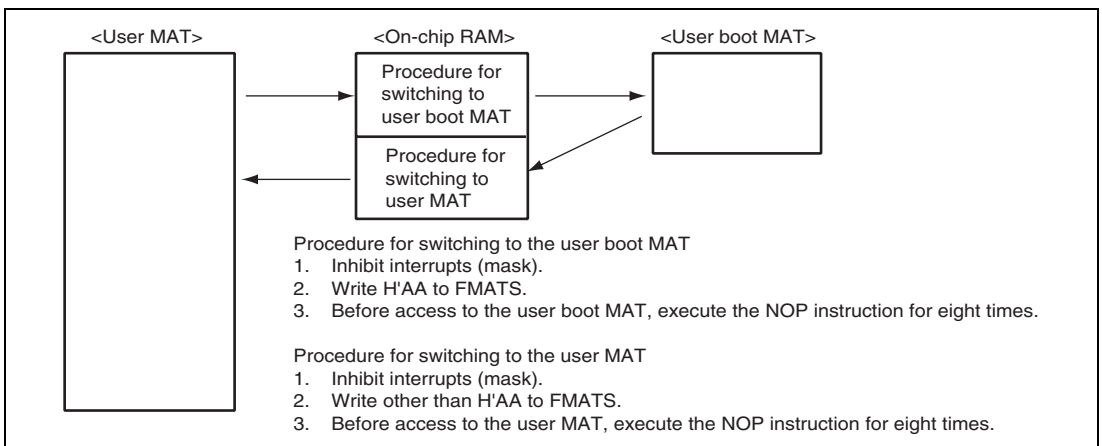 <User MAT>
<On-chip RAM>
<User boot MAT>
Procedure for
switching to
user boot MAT
Procedure for
switching to
user MAT
Procedure for switching to the user boot MAT
1. Inhibit interrupts (mask).
2. Write H'AA to FMATS.
3. Before access to the user boot MAT, execute the NOP instruction for eight times.
Procedure for switching to the user MAT
1. Inhibit interrupts (mask).
2. Write other than H'AA to FMATS.
3. Before access to the user MAT, execute the NOP instruction for eight times.